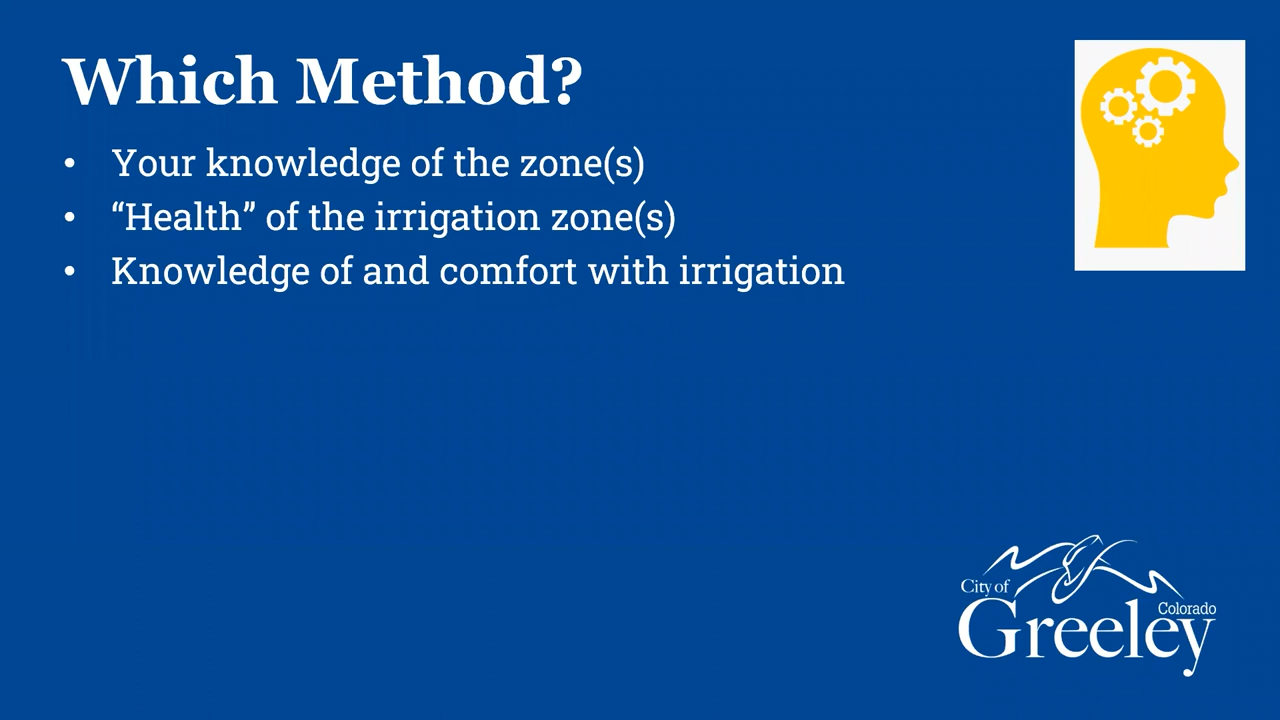 Which Method?
• Your knowledge of the zone(s)
• “Health” of the irrigation zone(s)
• Knowledge of and comfort with irrigation
City of
Colorado
Greeley